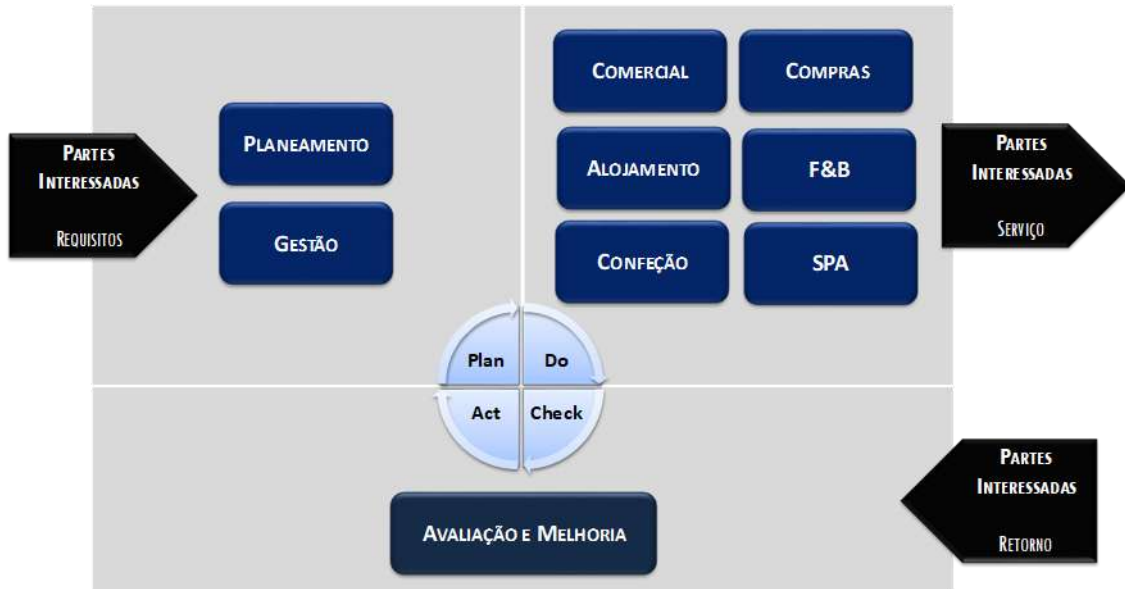 PARTES
INTERESSADAS
REQUISITOS
PLANEAMENTO
GESTÃO
COMERCIAL
COMPRAS
ALOJAMENTO
F&B
CONFEÇÃO
SPA
PARTES
INTERESSADAS
SERVIÇO
Plan
Do
Act
Check
AVALIAÇÃO E MELHORIA
PARTES
INTERESSADAS
RETORNO